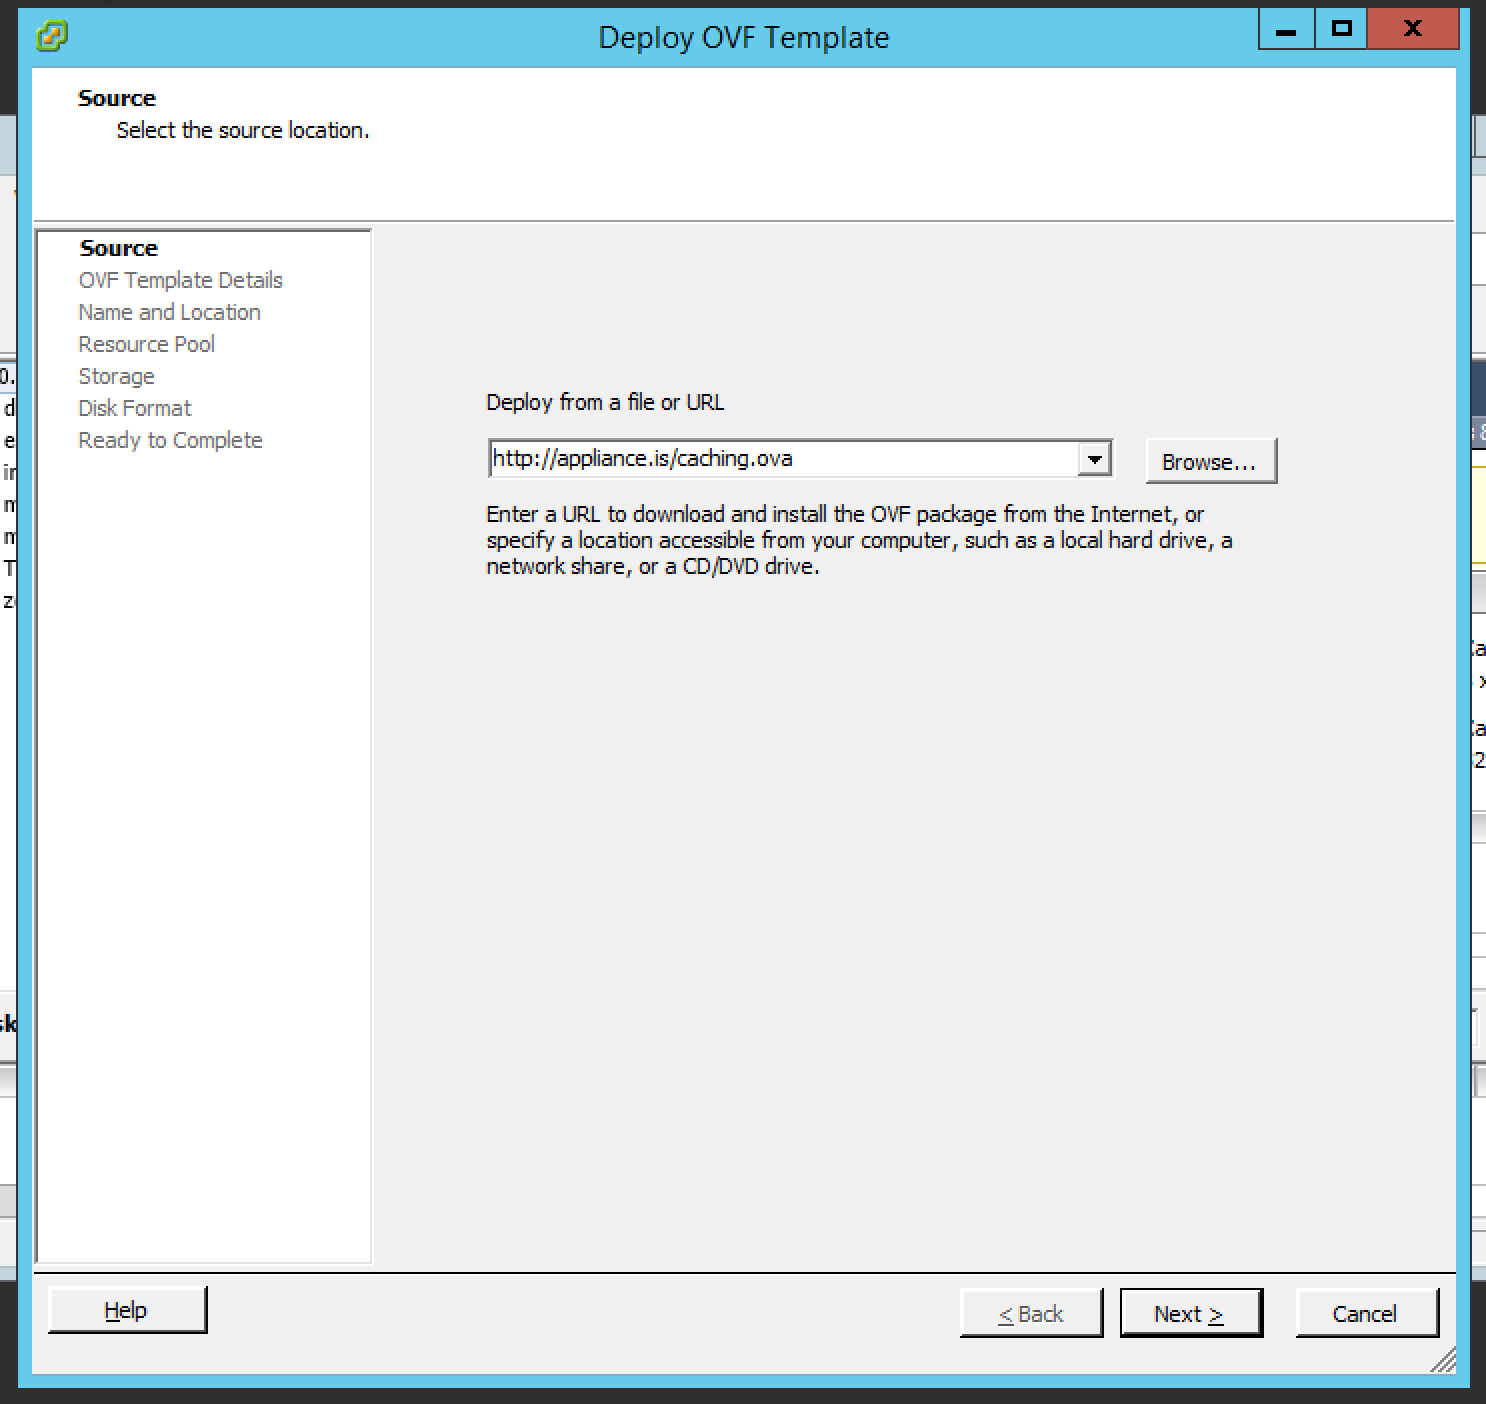 Deploy OVF Template
Source
Select the source location.
Source
OVF Template Details
Name and Location
Resource Pool
Storage
Disk Format
Ready to Complete
Deploy from a file or URL
http://appliance.is/caching.ova
Browse...
Enter a URL to download and install the OVF package from the Internet, or
specify a location accessible from your computer, such as a local hard drive, a
network share, or a CD/DVD drive.
Help
< Back
Next >
Cancel